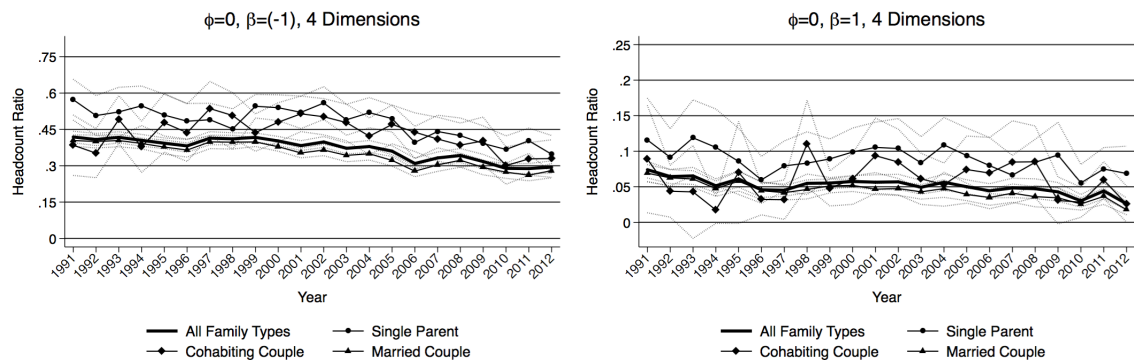 ϕ=0, β=(-1), 4 Dimensions
Headcount Ratio
.75
.6
.45
.3
.15
0
1991 1992 1993 1994 1995 1996 1997 1998 1999 2000 2001 2002 2003 2004 2005 2006 2007 2008 2009 2010 2011 2012
Year
All Family Types Single Parent
Cohabiting Couple Married Couple
ϕ=0, β=1, 4 Dimensions
Headcount Ratio
.25
.2
.15
.1
.05
0
1991 1992 1993 1994 1995 1996 1997 1998 1999 2000 2001 2002 2003 2004 2005 2006 2007 2008 2009 2010 2011 2012
Year
All Family Types Single Parent
Cohabiting Couple Married Couple